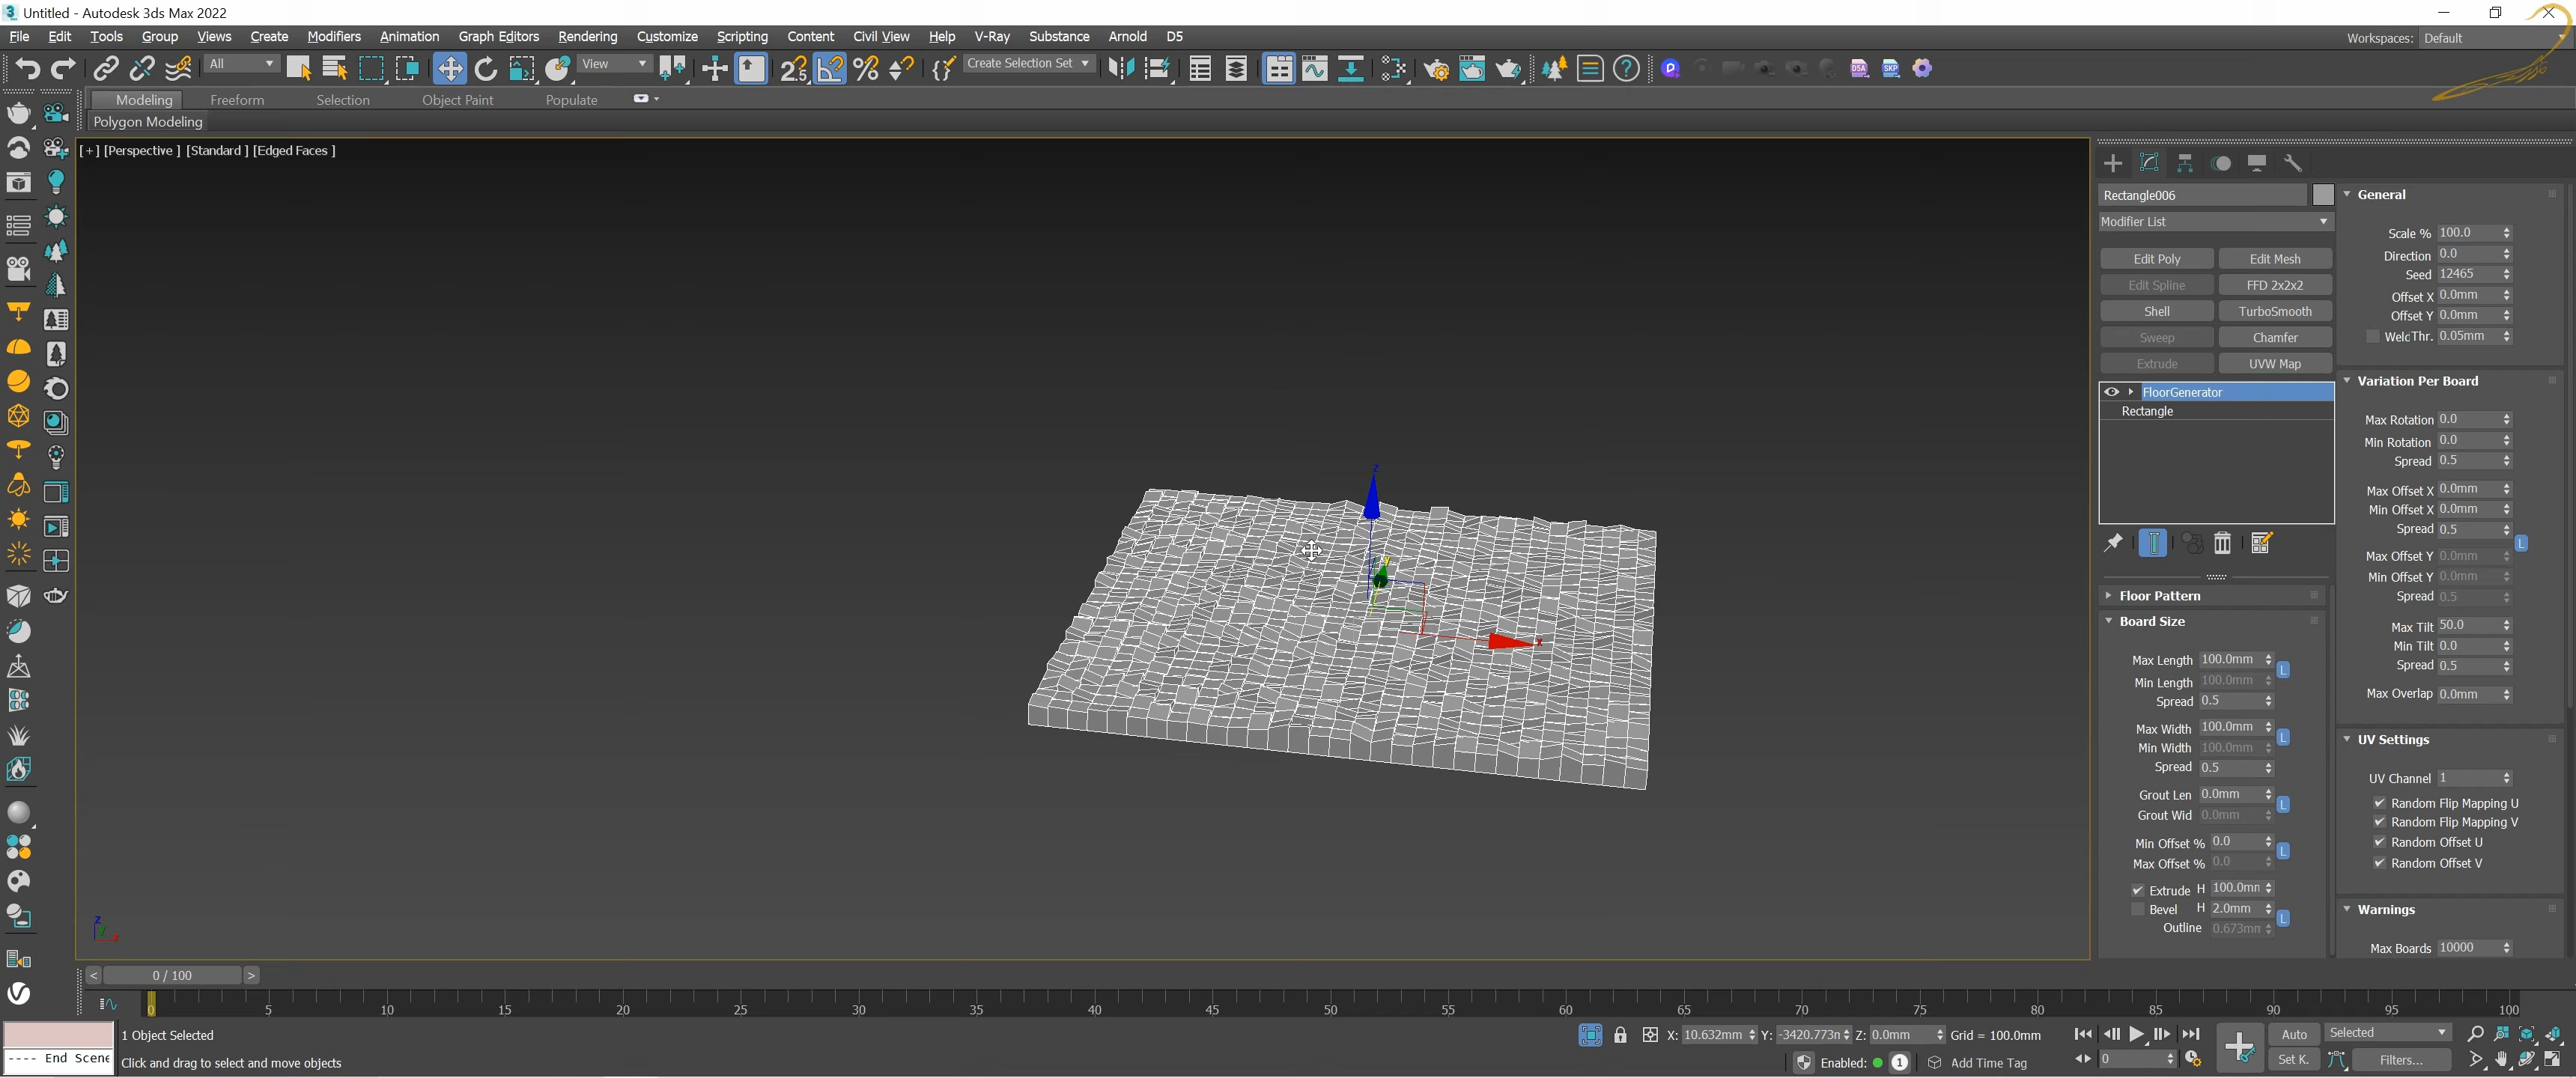 Untitled - Autodesk 3ds Max 2022
File Edit Tools Group Views Create Modifiers Animation Graph Editors Rendering Customize Scripting Content Civil View Help V-Ray Substance Arnold D5
Workspaces: Default
All
View
Create Selection Set
D5A
SKP
Modeling Freeform Selection Object Paint Populate
Polygon Modeling
[+] [Perspective ] [Standard ] [Edged Faces ]
z
y
x
z
y
x
Rectangle006
Modifier List
Edit Poly Edit Mesh
Edit Spline FFD 2x2x2
Shell TurboSmooth
Sweep Chamfer
Extrude UVW Map
FloorGenerator
Rectangle
Floor Pattern
Board Size
Max Length 100.0mm L
Min Length 100.0mm
Spread 0.5
Max Width 100.0mm L
Min Width 100.0mm
Spread 0.5
Grout Len 0.0mm L
Grout Wid 0.0mm
Min Offset % 0.0 L
Max Offset % 0.0
Extrude H 100.0mm
Bevel H 2.0mm L
Outline 0.673mm
General
Scale % 100.0
Direction 0.0
Seed 12465
Offset X 0.0mm
Offset Y 0.0mm
Weld Thr. 0.05mm
Variation Per Board
Max Rotation 0.0
Min Rotation 0.0
Spread 0.5
Max Offset X 0.0mm
Min Offset X 0.0mm
Spread 0.5 L
Max Offset Y 0.0mm
Min Offset Y 0.0mm
Spread 0.5
Max Tilt 50.0
Min Tilt 0.0
Spread 0.5
Max Overlap 0.0mm
UV Settings
UV Channel 1
Random Flip Mapping U
Random Flip Mapping V
Random Offset U
Random Offset V
Warnings
Max Boards 10000
< 0 / 100 >
0 5 10 15 20 25 30 35 40 45 50 55 60 65 70 75 80 85 90 95 100
1 Object Selected
X: 10.632mm Y: -3420.773m Z: 0.0mm Grid = 100.0mm
Auto Selected
---- End Scene
Click and drag to select and move objects
Enabled: 1 Add Time Tag
0
Set K. Filters...